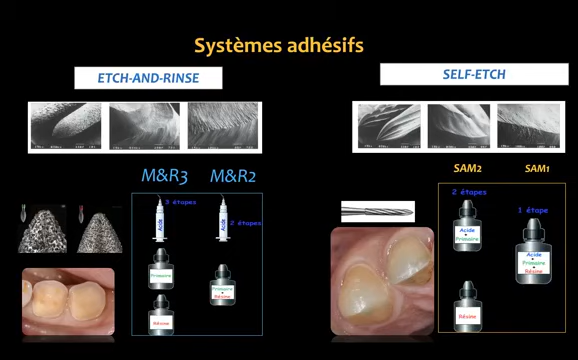 Systèmes adhésifs
ETCH-AND-RINSE
SELF-ETCH
M&R3
M&R2
SAM2
SAM1
3 étapes
2 étapes
2 étapes
1 étape
Acide
Acide
Primaire
Résine
Primaire
+
Résine
Acide
+
Primaire
Résine
Acide
+
Primaire
+
Résine